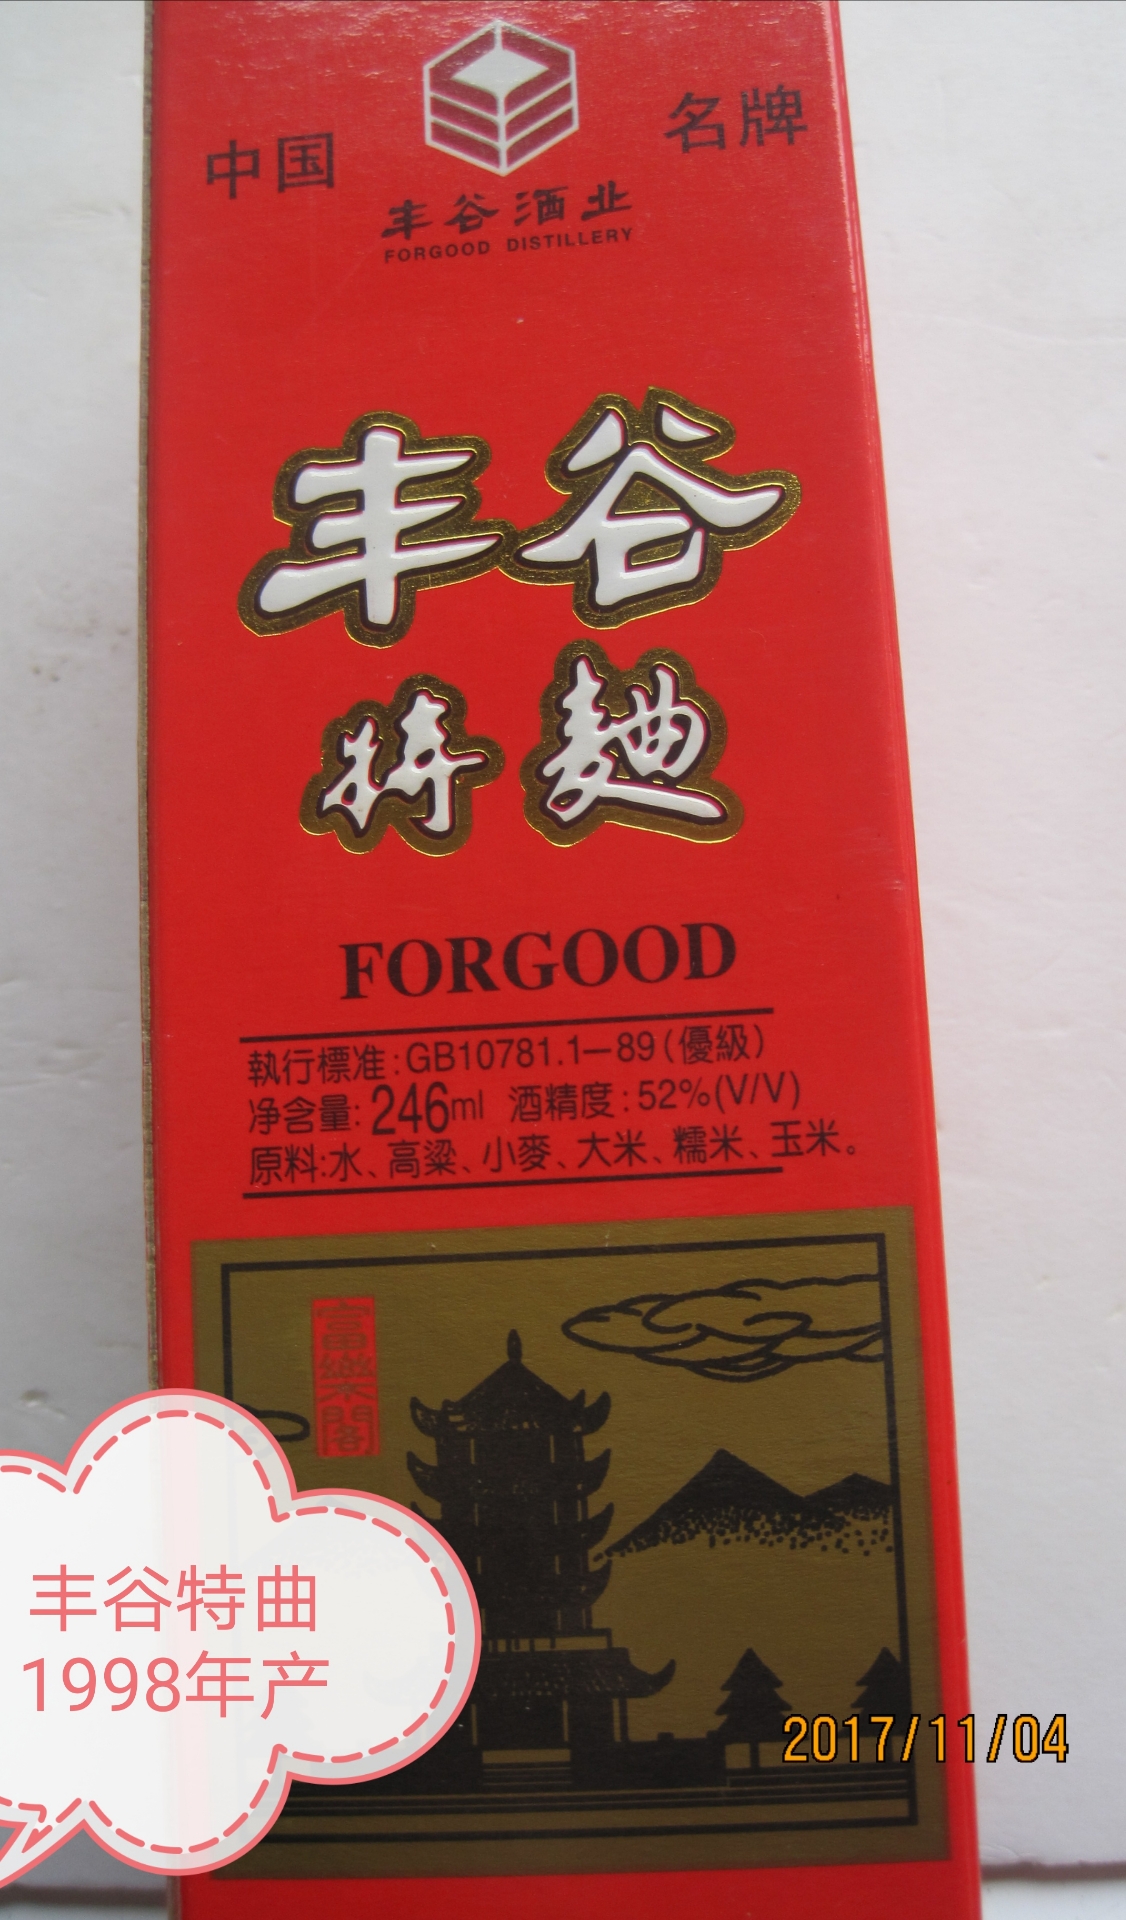 中国 名牌
丰谷酒业
FORGOOD DISTILLERY
丰谷
特麯
FORGOOD
執行標准:GB10781.1—89(優級)
净含量:246ml 酒精度:52%(V/V)
原料:水、高粱、小麥、大米、糯米、玉米。
富樂閣
丰谷特曲
1998年产
2017/11/04